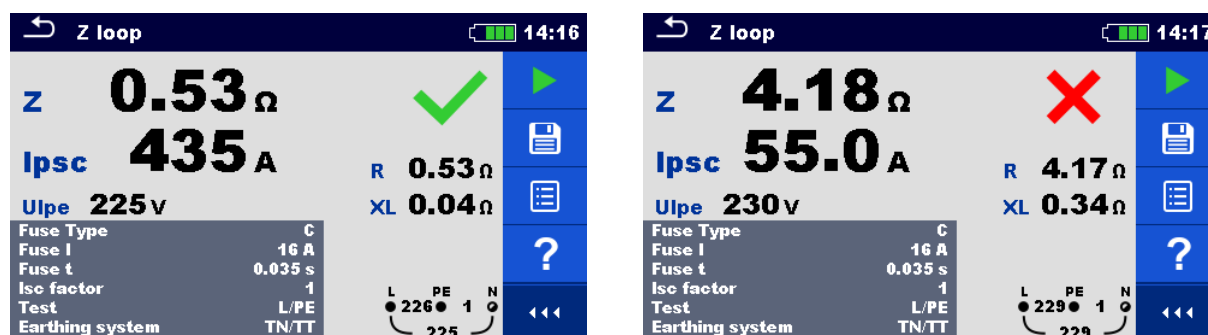 Z loop 14:16
Z 0.53 Ω
Ipsc 435 A
R 0.53 Ω
Ulpe 225 V
XL 0.04 Ω
Fuse Type C
Fuse I 16 A
Fuse t 0.035 s
Isc factor 1
Test L/PE
Earthing system TN/TT
L PE N
226 1
225
?
Z loop 14:17
Z 4.18 Ω
Ipsc 55.0 A
R 4.17 Ω
Ulpe 230 V
XL 0.34 Ω
Fuse Type C
Fuse I 16 A
Fuse t 0.035 s
Isc factor 1
Test L/PE
Earthing system TN/TT
L PE N
229 1
229
?